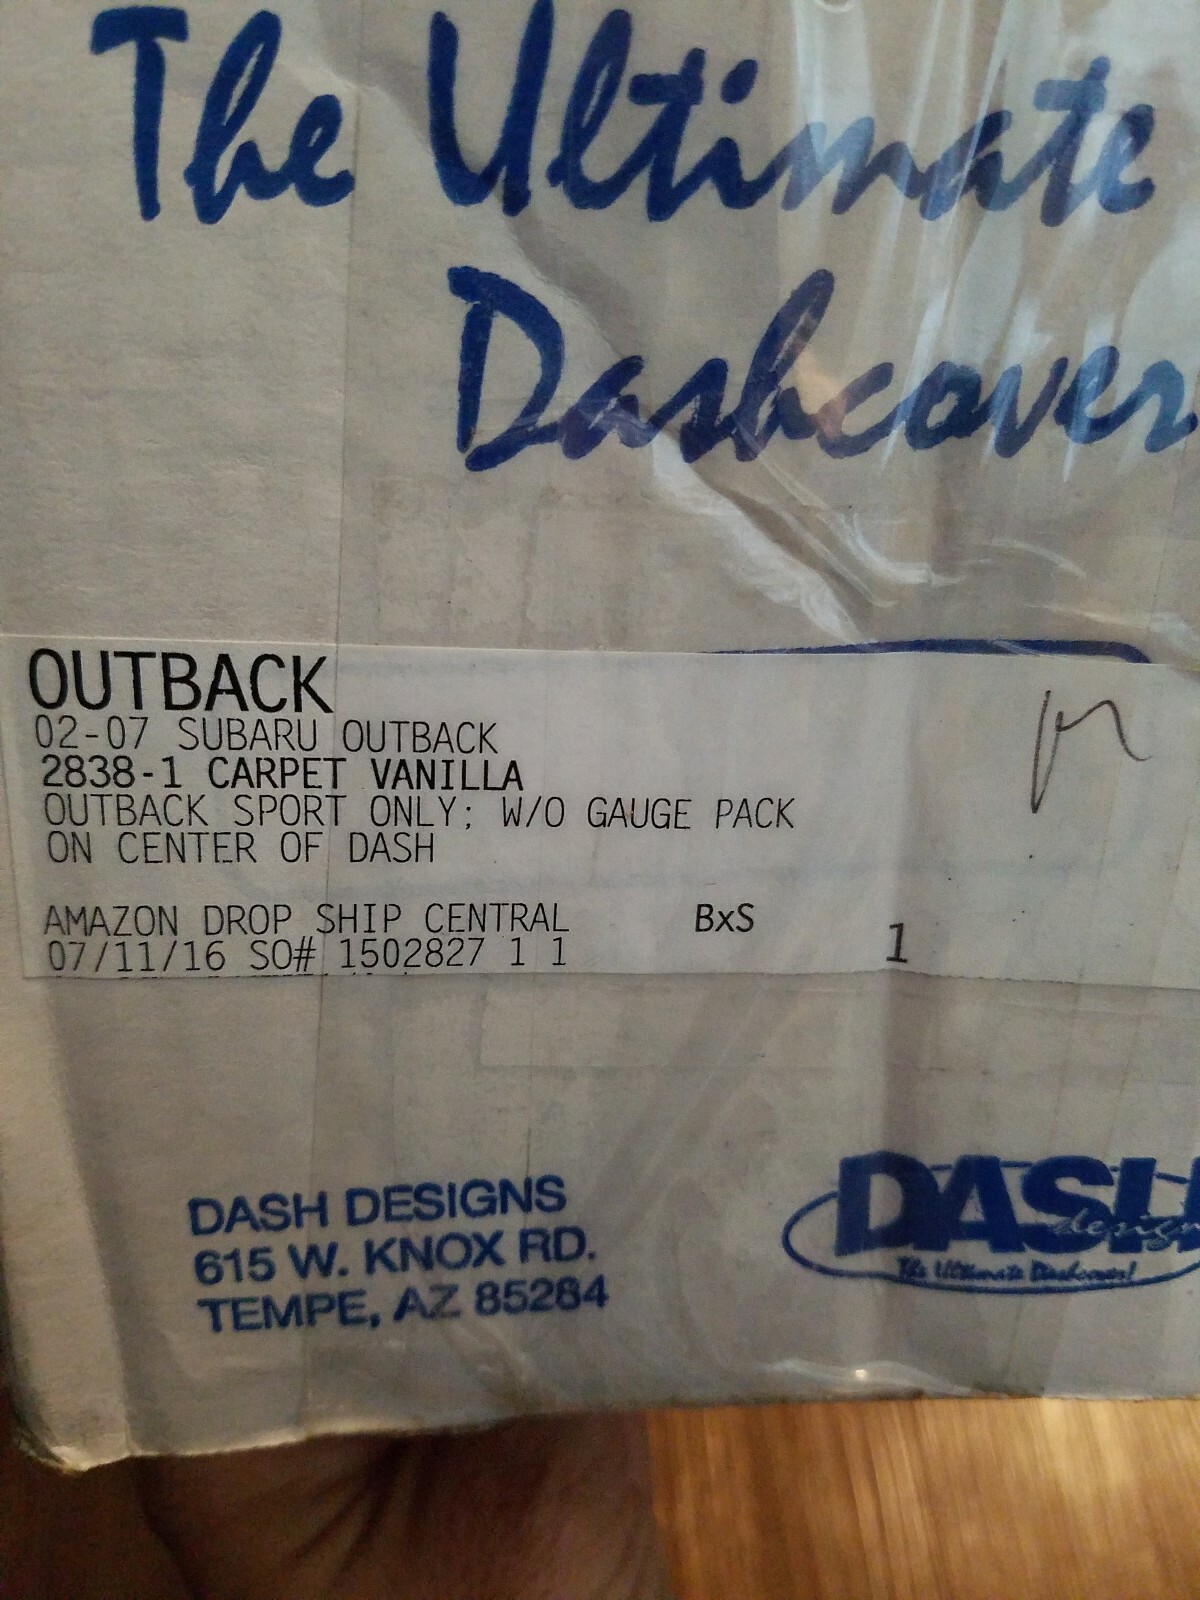 The Ultimate
Dashcover
OUTBACK
02-07 SUBARU OUTBACK
2838-1 CARPET VANILLA
OUTBACK SPORT ONLY; W/O GAUGE PACK
ON CENTER OF DASH
AMAZON DROP SHIP CENTRAL BxS 1
07/11/16 SO# 1502827 1 1
DASH DESIGNS
615 W. KNOX RD.
TEMPE, AZ 85284
DASH
design
The Ultimate Dashcover!